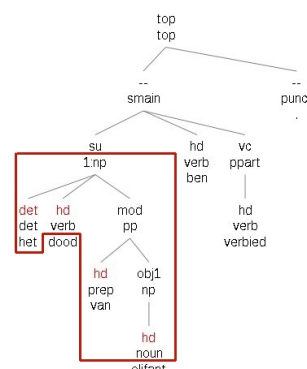 top
top
-- --
smain punc
.
su hd vc
1:np verb ppart
ben
det hd mod hd
det verb pp verb
het dood verbied
hd obj1
prep np
van
hd
noun
olifant